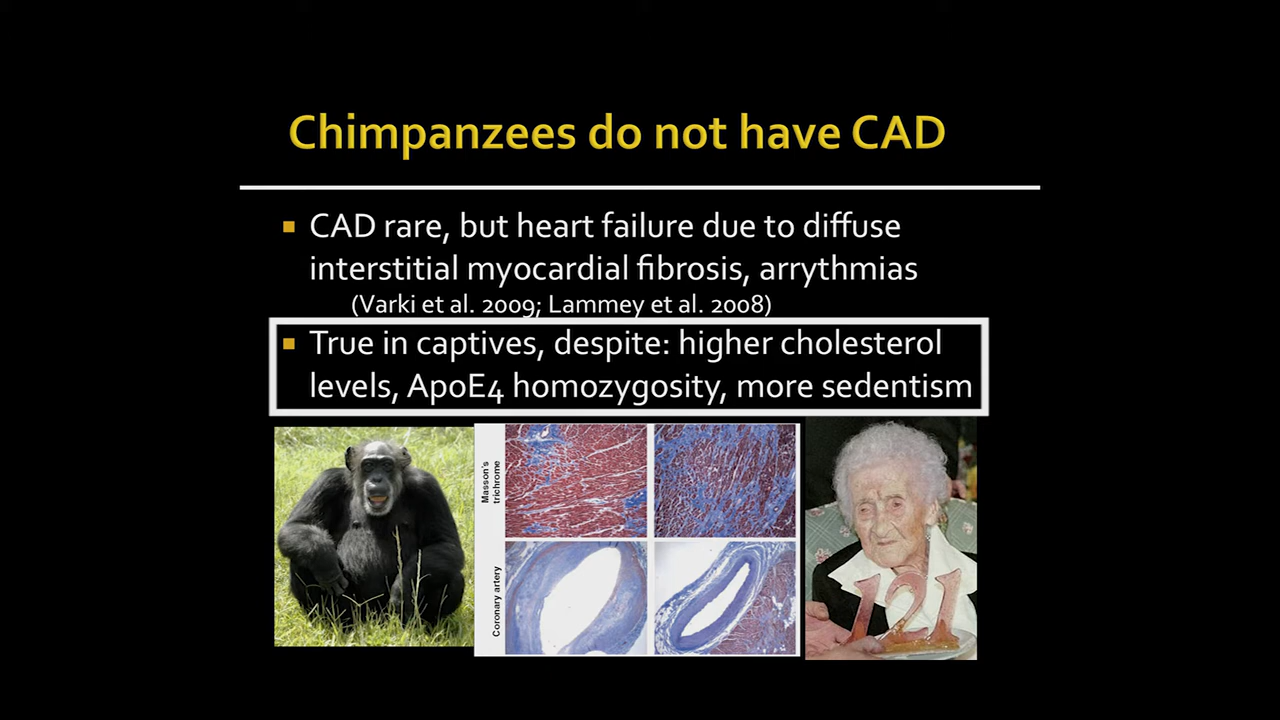 Chimpanzees do not have CAD
CAD rare, but heart failure due to diffuse
interstitial myocardial fibrosis, arrythmias
(Varki et al. 2009; Lammey et al. 2008)
True in captives, despite: higher cholesterol
levels, ApoE4 homozygosity, more sedentism
Masson's
trichrome
Coronary artery
121